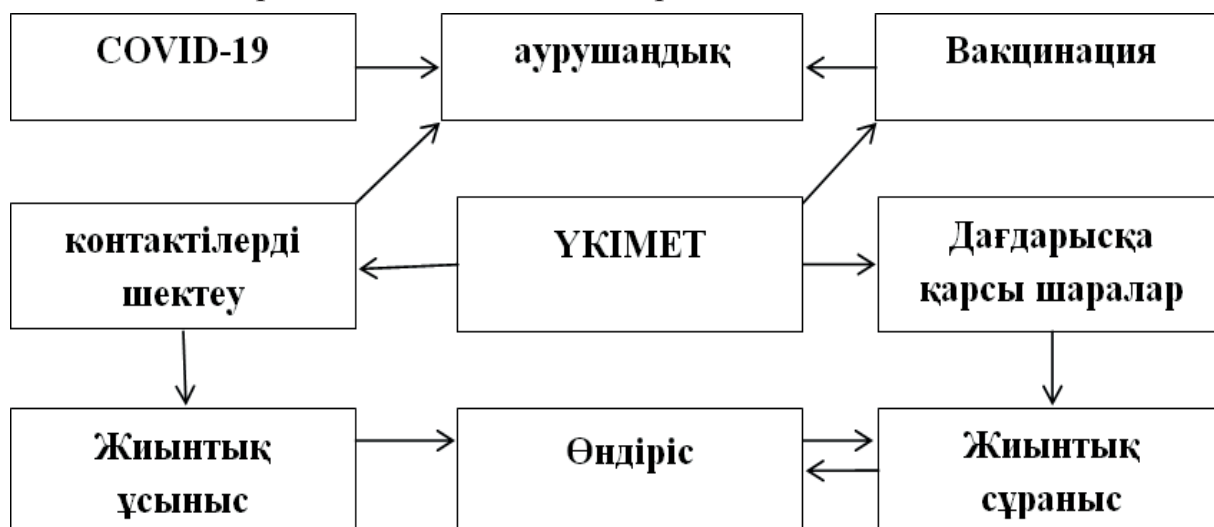 COVID-19
аурушаңдық
Вакцинация
контактілерді
шектеу
ҮКІМЕТ
Дағдарысқа
қарсы шаралар
Жиынтық
ұсыныс
Өндіріс
Жиынтық
сұраныс